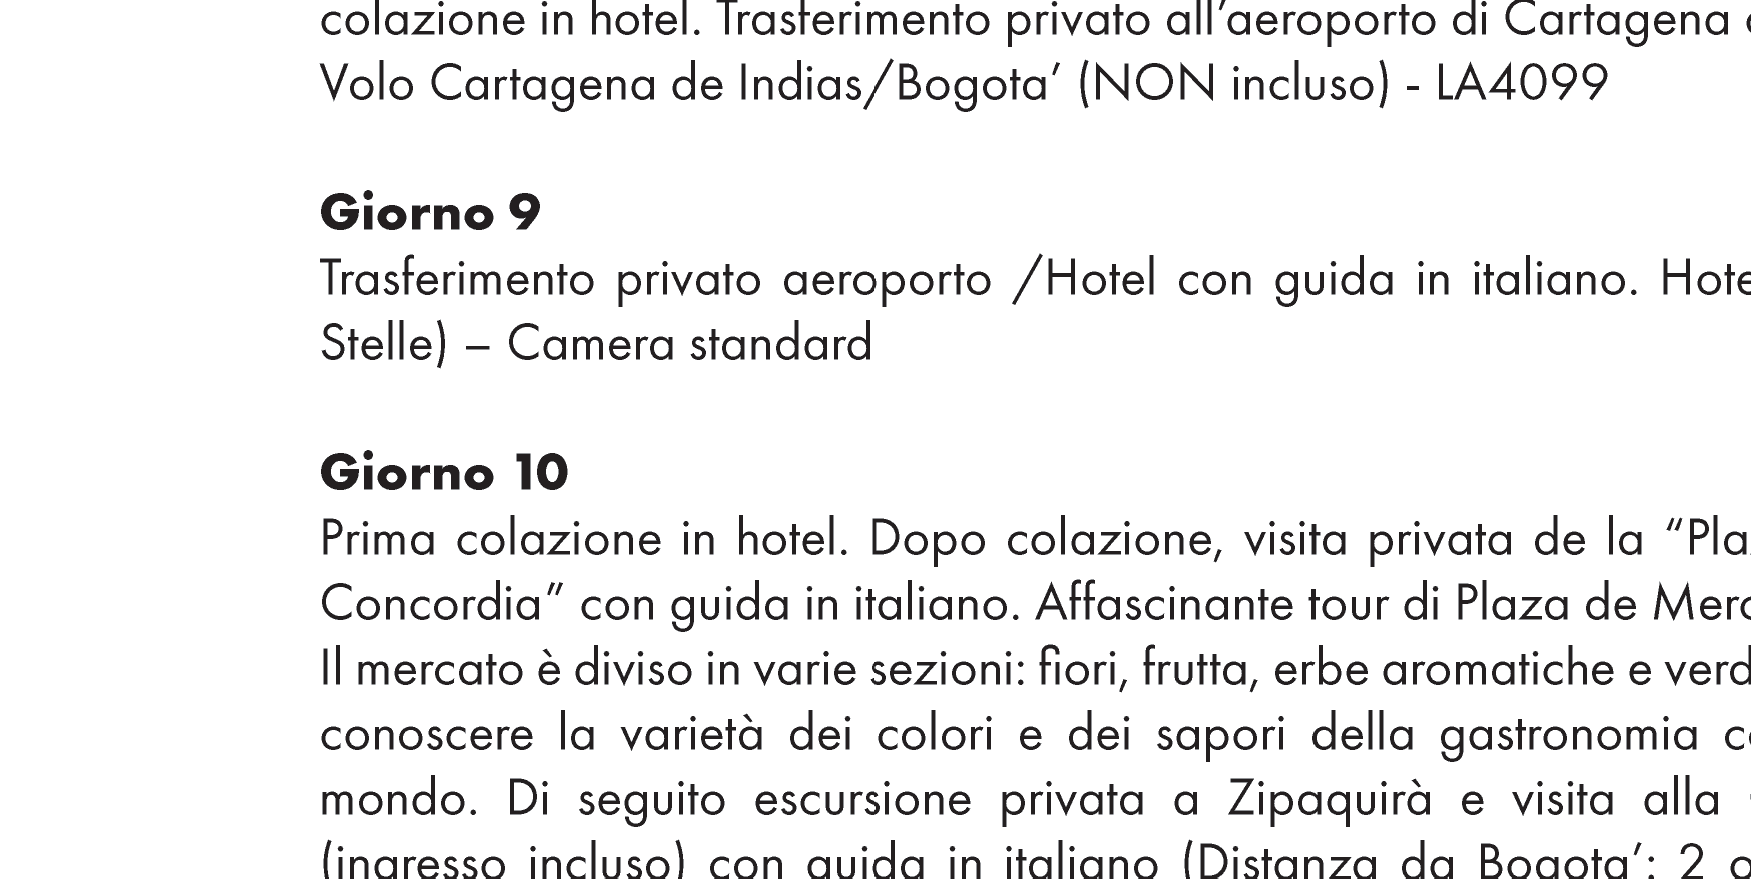 colazione in hotel. Trasferimento privato all’aeroporto di Cartagena
Volo Cartagena de Indias/Bogota’ (NON incluso) - LA4099
Giorno 9
Trasferimento privato aeroporto /Hotel con guida in italiano.
Stelle) – Camera standard
Giorno 10
Prima colazione in hotel. Dopo colazione, visita privata de la
Concordia” con guida in italiano. Affascinante tour di Plaza de
Il mercato è diviso in varie sezioni: fiori, frutta, erbe aromatiche e
conoscere la varietà dei colori e dei sapori della gastronomia
mondo. Di seguito escursione privata a Zipaquirà e visita alla
(ingresso incluso) con guida in italiano (Distanza da Bogota’: 2